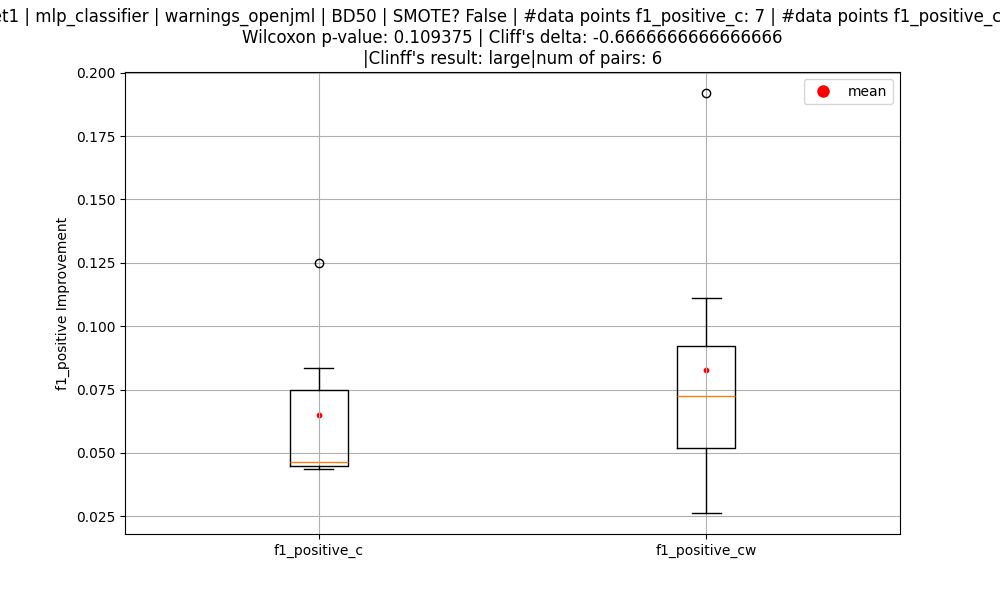 | mlp_classifier | warnings_openjml | BD50 | SMOTE? False | #data points f1_positive_c: 7 | #data points
Wilcoxon p-value: 0.109375 | Cliff's delta: -0.6666666666666666
|Clinff's result: large|num of pairs: 6
0.200
mean
0.175
0.150
0.125
0.100
0.075
0.050
0.025
f1_positive Improvement
f1_positive_c
f1_positive_cw